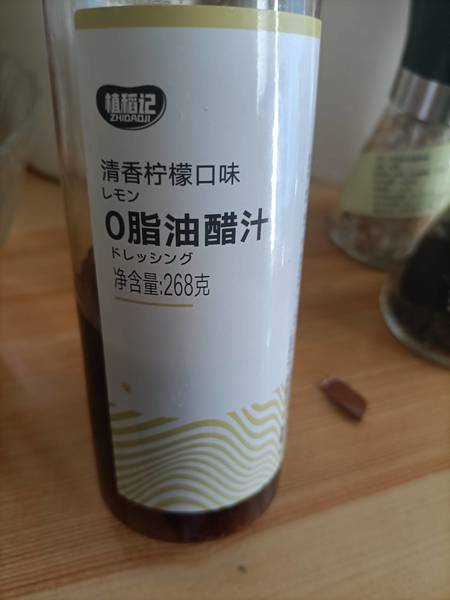 植稻记
ZHIDAOJI
清香柠檬口味
レモン
0脂油醋汁
ドレッシング
净含量:268克